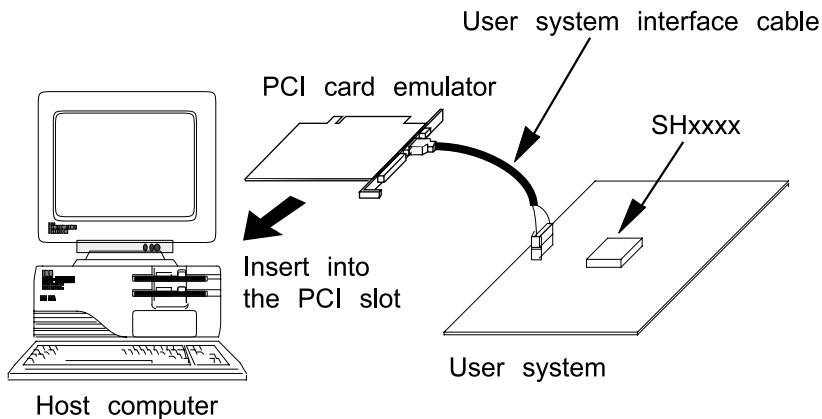 User system interface cable
PCI card emulator
SHxxxx
Insert into
the PCI slot
User system
Host computer